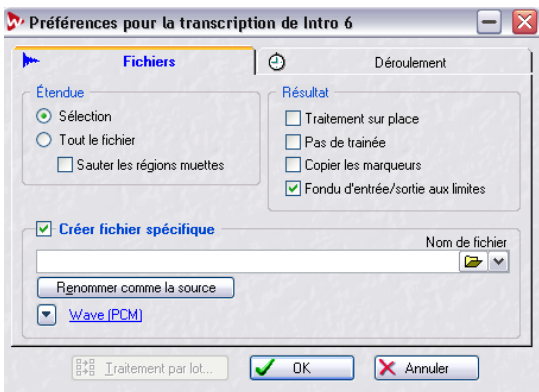 Préférences pour la transcription de Intro 6
Fichiers
Déroulement
Étendue
Sélection
Tout le fichier
Sauter les régions muettes
Résultat
Traitement sur place
Pas de trainée
Copier les marqueurs
Fondu d'entrée/sortie aux limites
Créer fichier spécifique
Nom de fichier
Renommer comme la source
Wave (PCM)
Traitement par lot...
OK
Annuler